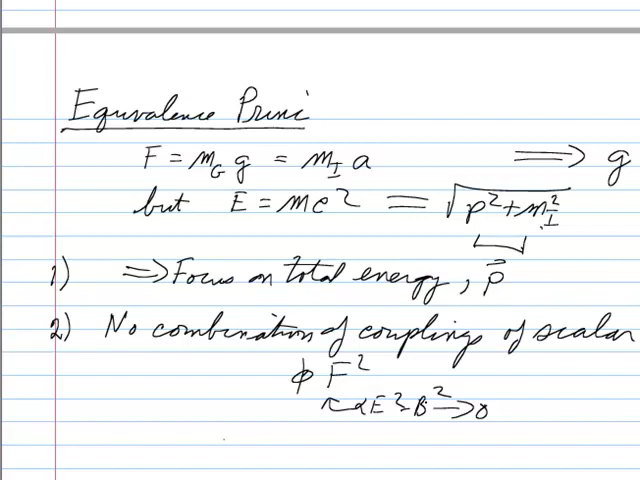 Equivalence Princ
F = m_G g = m_I a ⟹ g
but E = mc² = √(p² + m_I²)
1) ⟹ Focus on total energy, p⃗
2) No combination of couplings of scalar
φ F²
↖ α E² - B² → 0